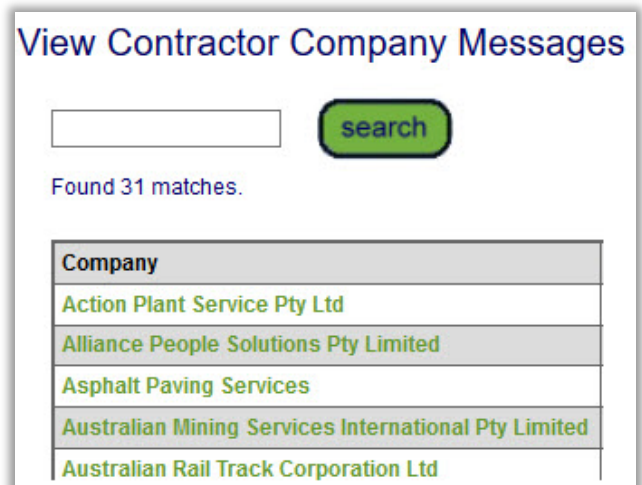 View Contractor Company Messages
search
Found 31 matches.
Company
Action Plant Service Pty Ltd
Alliance People Solutions Pty Limited
Asphalt Paving Services
Australian Mining Services International Pty Limited
Australian Rail Track Corporation Ltd